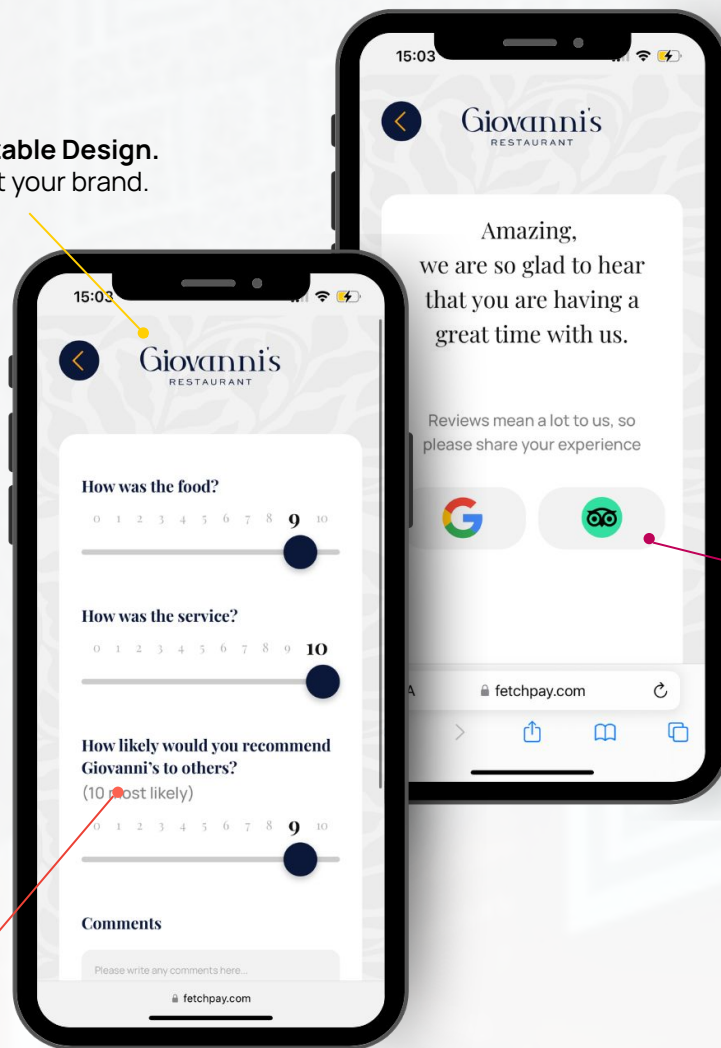 15:03
Giovanni's
RESTAURANT
Amazing,
we are so glad to hear
that you are having a
great time with us.
Reviews mean a lot to us, so
please share your experience
A
fetchpay.com
table Design.
t your brand.
15:03
Giovanni's
RESTAURANT
How was the food?
0 1 2 3 4 5 6 7 8 9 10
How was the service?
0 1 2 3 4 5 6 7 8 9 10
How likely would you recommend
Giovanni's to others?
(10 most likely)
0 1 2 3 4 5 6 7 8 9 10
Comments
Please write any comments here...
fetchpay.com